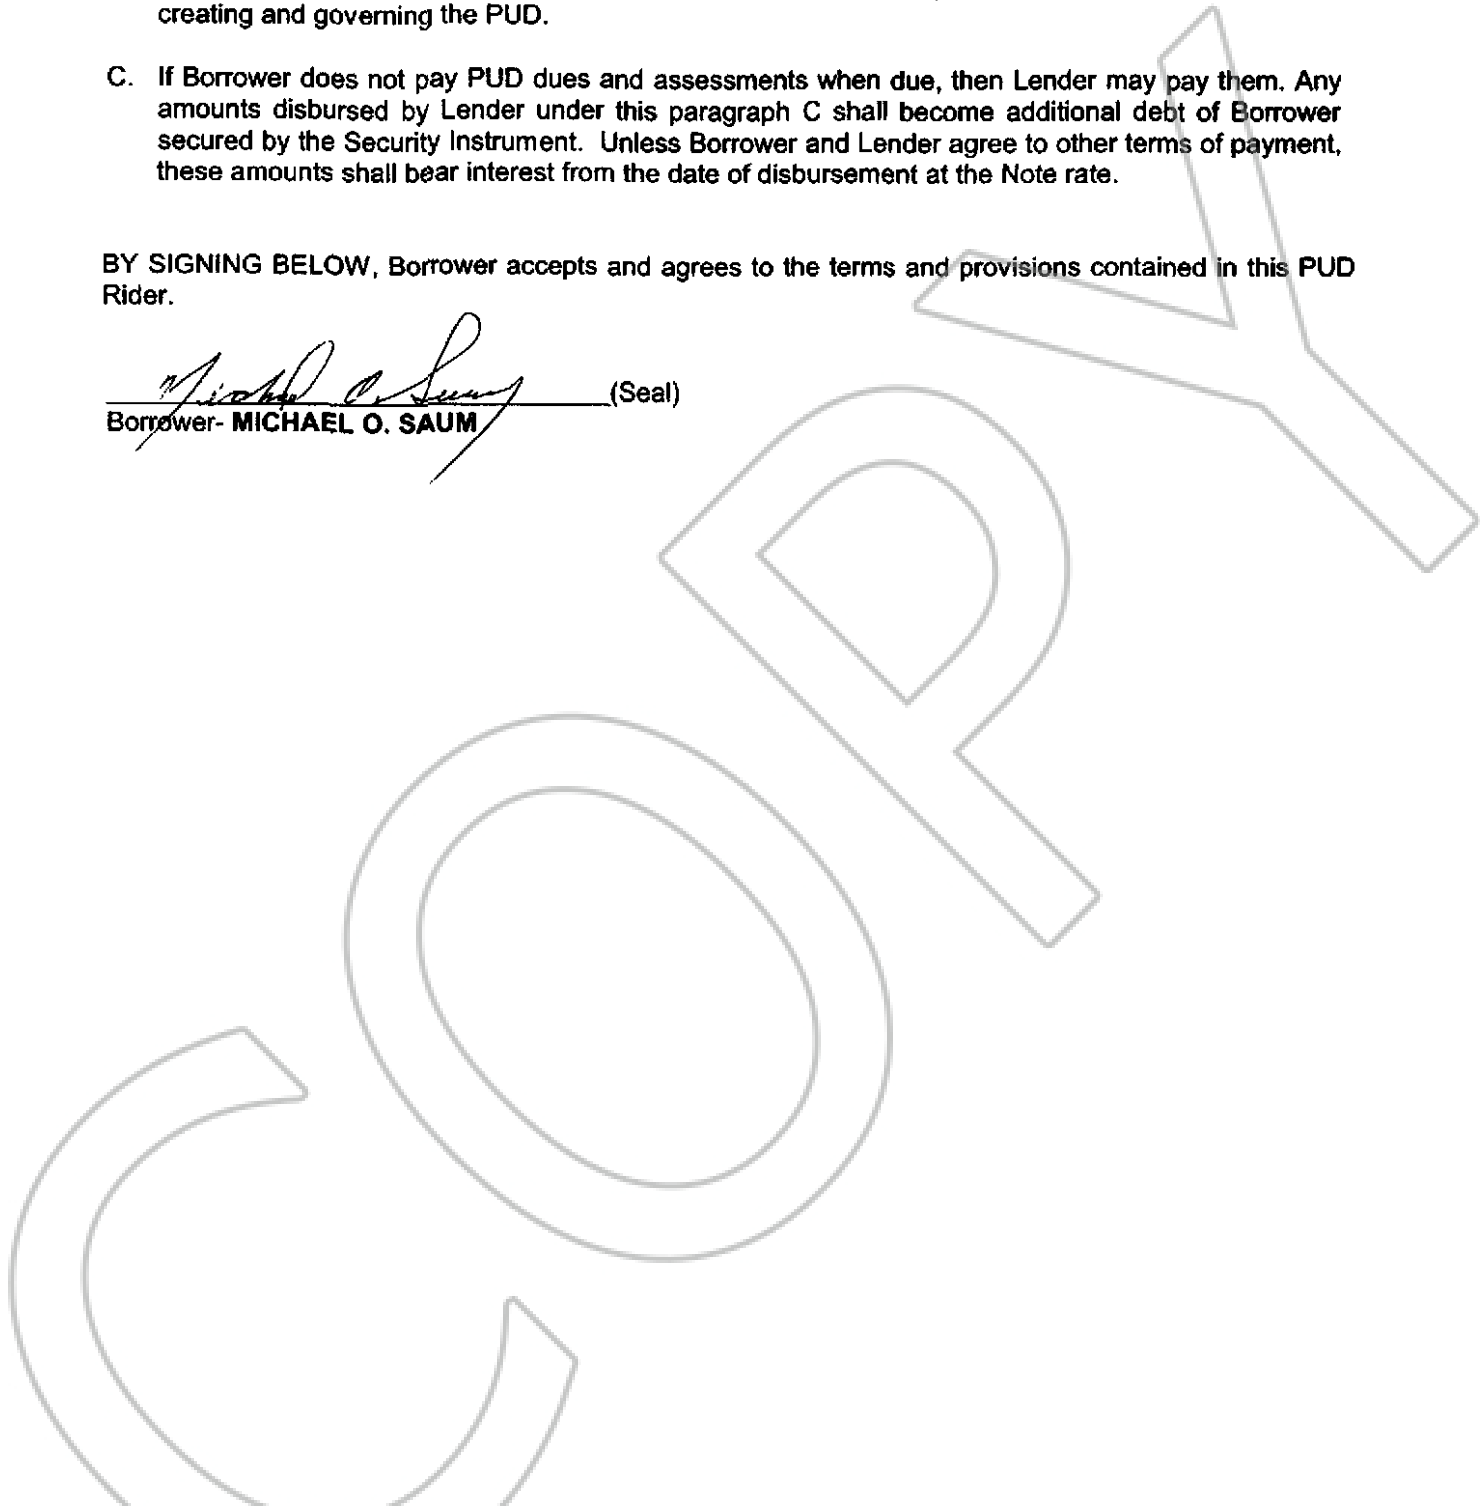 creating and governing the PUD.
C. If Borrower does not pay PUD dues and assessments when due, then Lender may pay them. Any
amounts disbursed by Lender under this paragraph C shall become additional debt of Borrower
secured by the Security Instrument. Unless Borrower and Lender agree to other terms of payment,
these amounts shall bear interest from the date of disbursement at the Note rate.
BY SIGNING BELOW, Borrower accepts and agrees to the terms and provisions contained in this PUD
Rider.
Michael O. Saum (Seal)
Borrower- MICHAEL O. SAUM
COPY